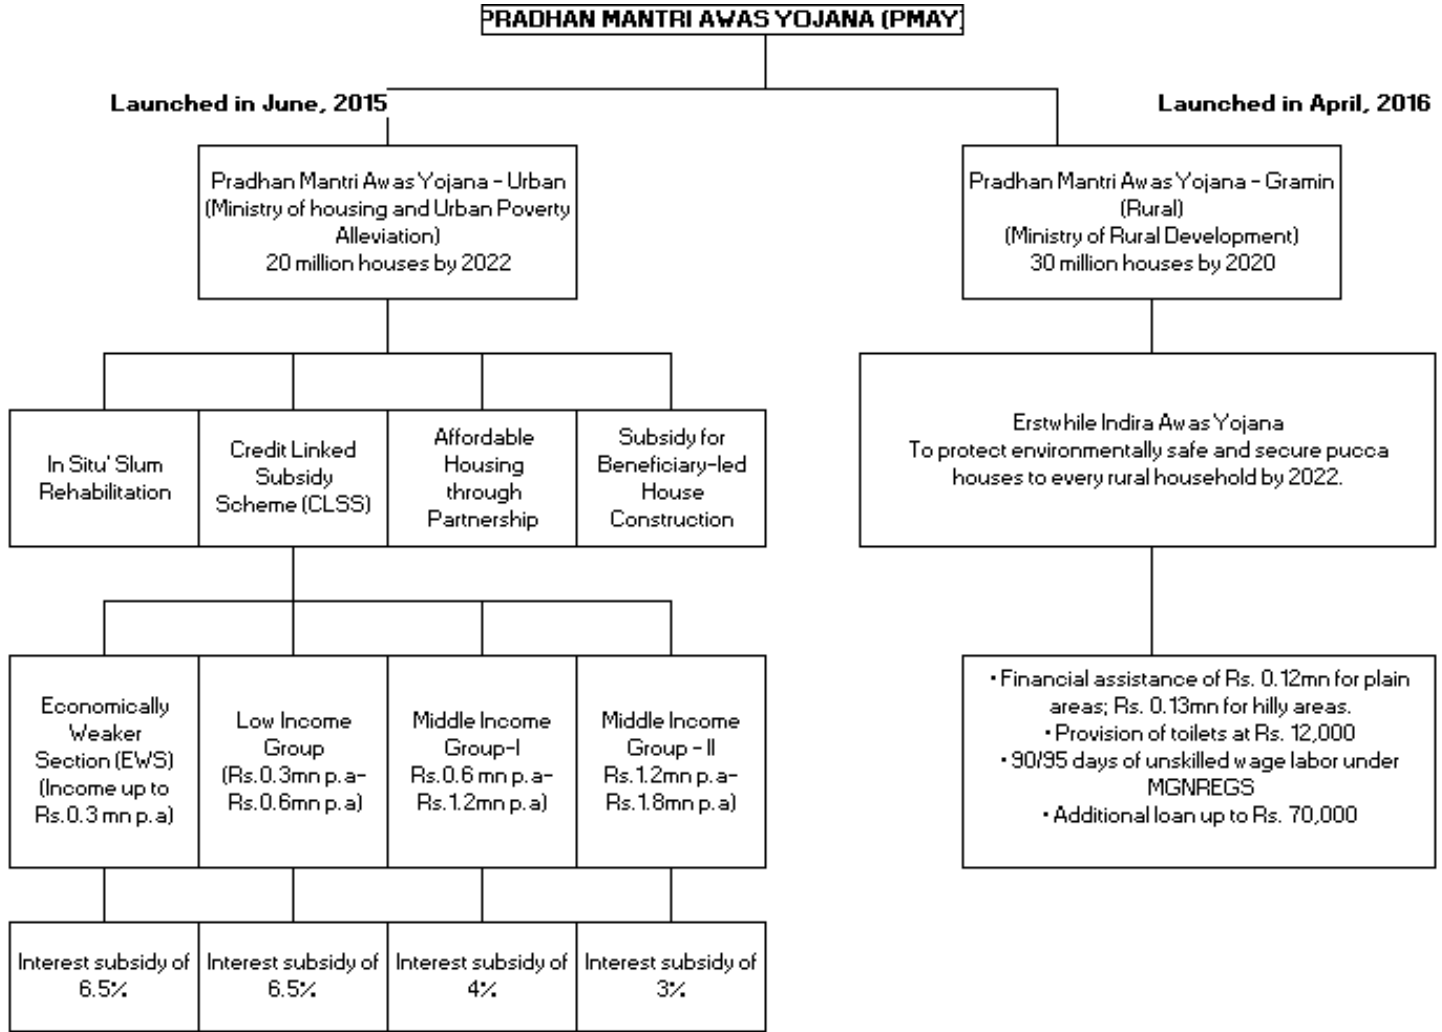 PRADHAN MANTRI AWAS YOJANA (PMAY)
Launched in June, 2015
Launched in April, 2016
Pradhan Mantri Awas Yojana - Urban
(Ministry of housing and Urban Poverty
Alleviation)
20 million houses by 2022
Pradhan Mantri Awas Yojana - Gramin
(Rural)
(Ministry of Rural Development)
30 million houses by 2020
In Situ' Slum
Rehabilitation
Credit Linked
Subsidy
Scheme (CLSS)
Affordable
Housing
through
Partnership
Subsidy for
Beneficiary-led
House
Construction
Erstwhile Indira Awas Yojana
To protect environmentally safe and secure pucca
houses to every rural household by 2022.
Economically
Weaker
Section (EWS)
(Income up to
Rs.0.3 mn p.a)
Low Income
Group
(Rs.0.3mn p.a-
Rs.0.6mn p.a)
Middle Income
Group-I
Rs.0.6 mn p.a-
Rs.1.2mn p.a)
Middle Income
Group - II
Rs.1.2mn p.a-
Rs.1.8mn p.a)
• Financial assistance of Rs. 0.12mn for plain
areas; Rs. 0.13mn for hilly areas.
• Provision of toilets at Rs. 12,000
• 90/95 days of unskilled wage labor under
MGNREGS
• Additional loan up to Rs. 70,000
Interest subsidy of
6.5%
Interest subsidy of
6.5%
Interest subsidy of
4%
Interest subsidy of
3%